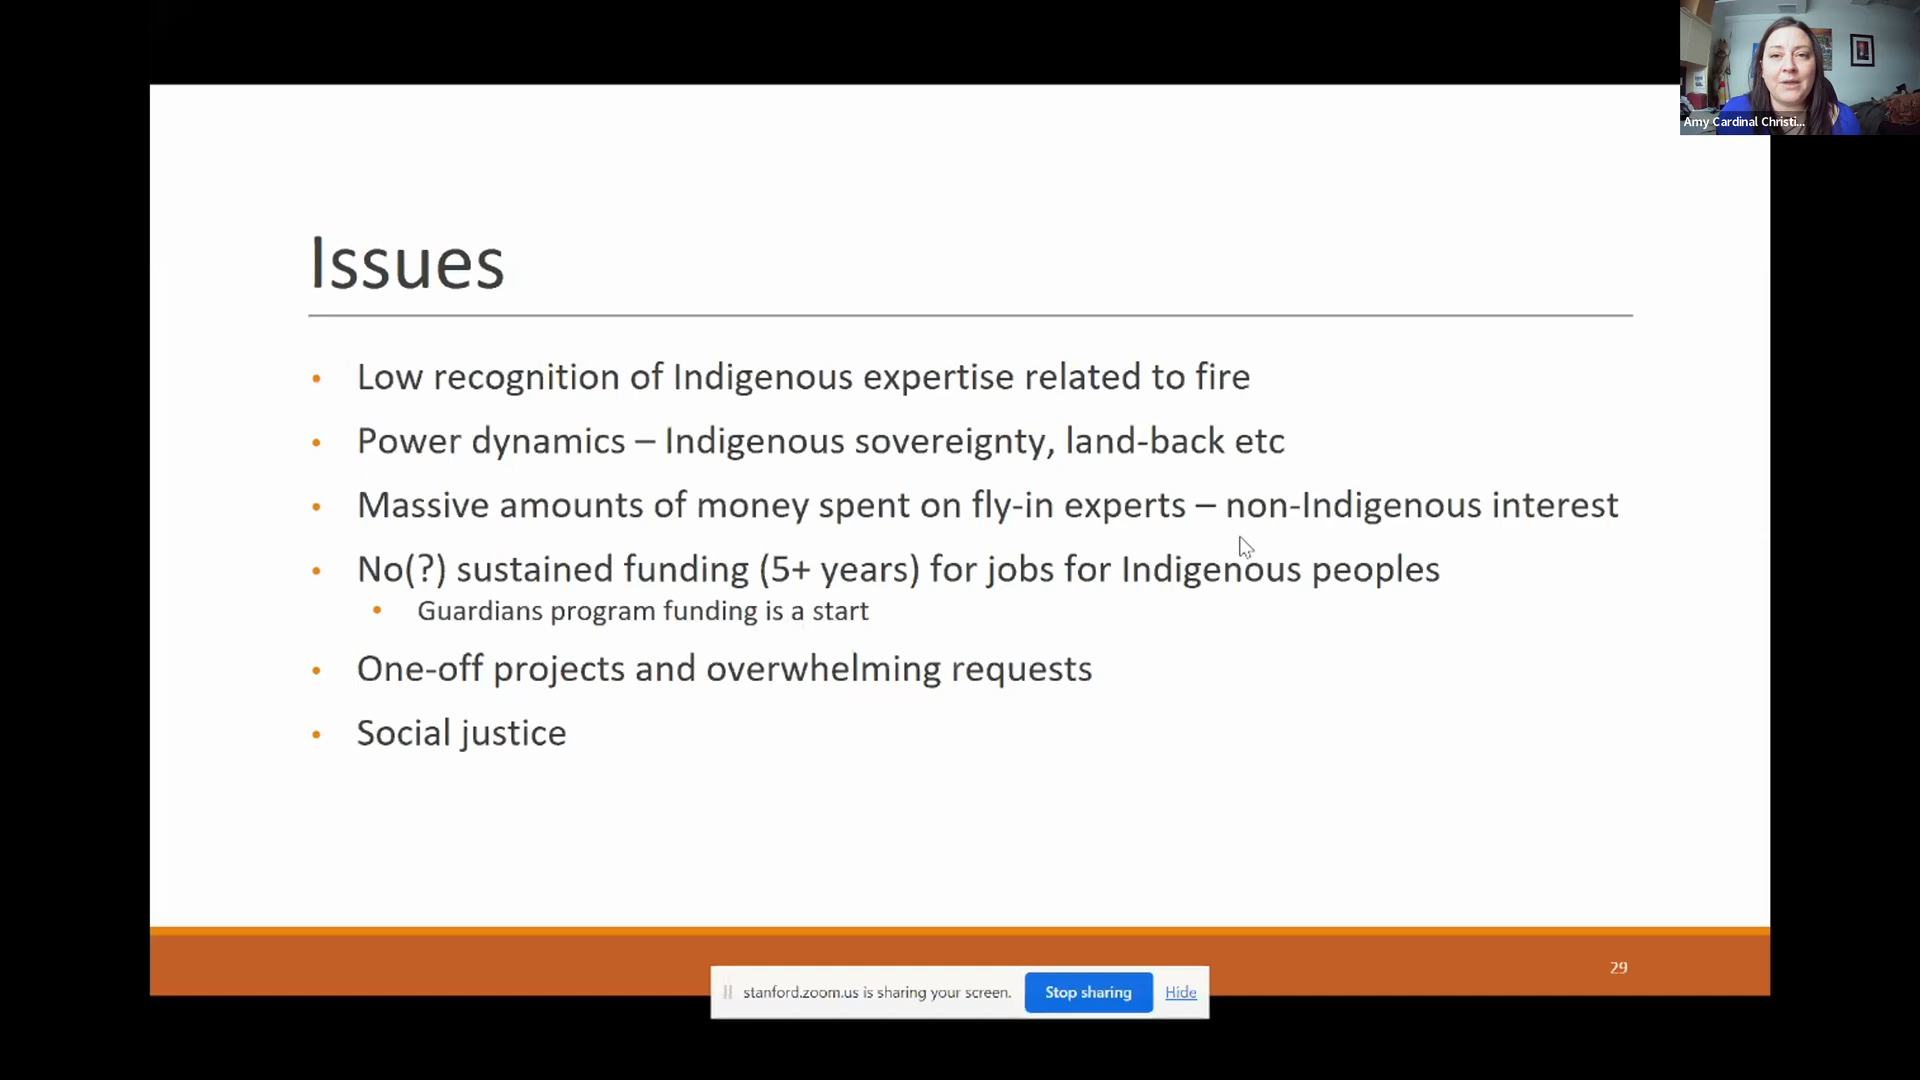 Amy Cardinal Christi...
Issues
• Low recognition of Indigenous expertise related to fire
• Power dynamics – Indigenous sovereignty, land-back etc
• Massive amounts of money spent on fly-in experts – non-Indigenous interest
• No(?) sustained funding (5+ years) for jobs for Indigenous peoples
• Guardians program funding is a start
• One-off projects and overwhelming requests
• Social justice
29
stanford.zoom.us is sharing your screen. Stop sharing Hide